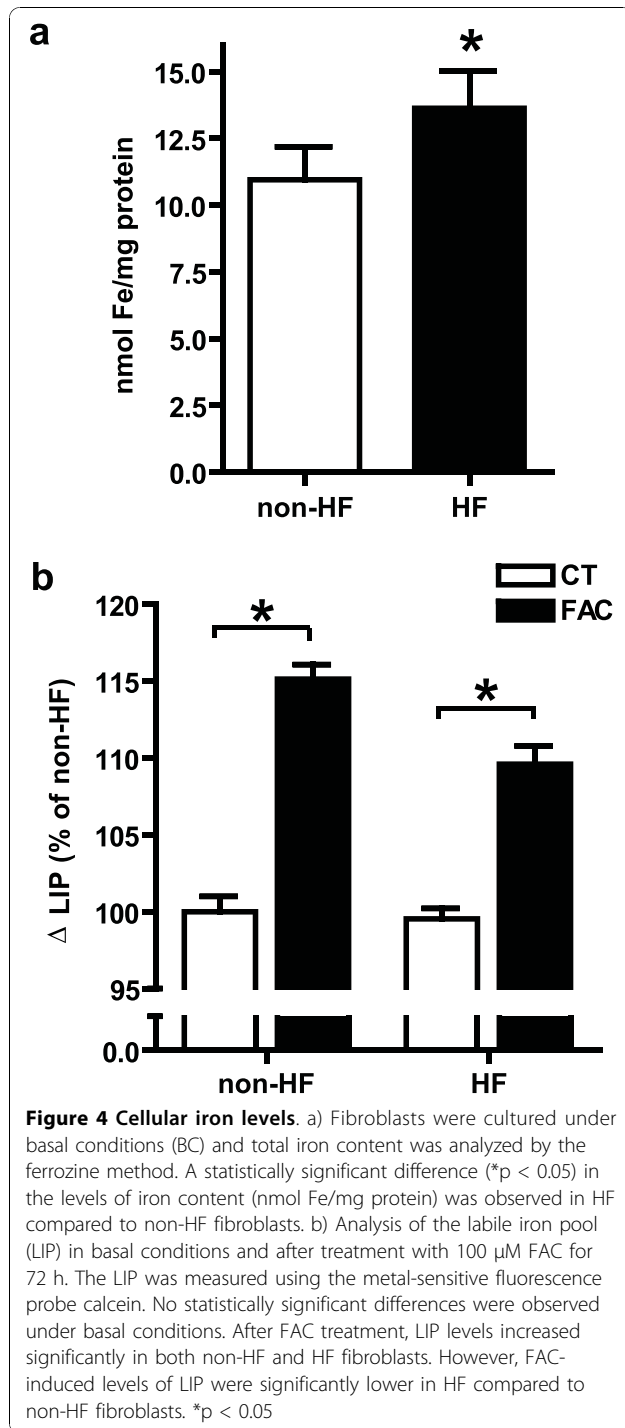 a
*
15.0
12.5
10.0
7.5
5.0
2.5
0.0
nmol Fe/mg protein
non-HF HF
b
CT
FAC
120
115
110
105
100
95
0.0
Δ LIP (% of non-HF)
*
*
non-HF HF
Figure 4 Cellular iron levels. a) Fibroblasts were cultured under
basal conditions (BC) and total iron content was analyzed by the
ferrozine method. A statistically significant difference (*p < 0.05) in
the levels of iron content (nmol Fe/mg protein) was observed in HF
compared to non-HF fibroblasts. b) Analysis of the labile iron pool
(LIP) in basal conditions and after treatment with 100 μM FAC for
72 h. The LIP was measured using the metal-sensitive fluorescence
probe calcein. No statistically significant differences were observed
under basal conditions. After FAC treatment, LIP levels increased
significantly in both non-HF and HF fibroblasts. However, FAC-
induced levels of LIP were significantly lower in HF compared to
non-HF fibroblasts. *p < 0.05